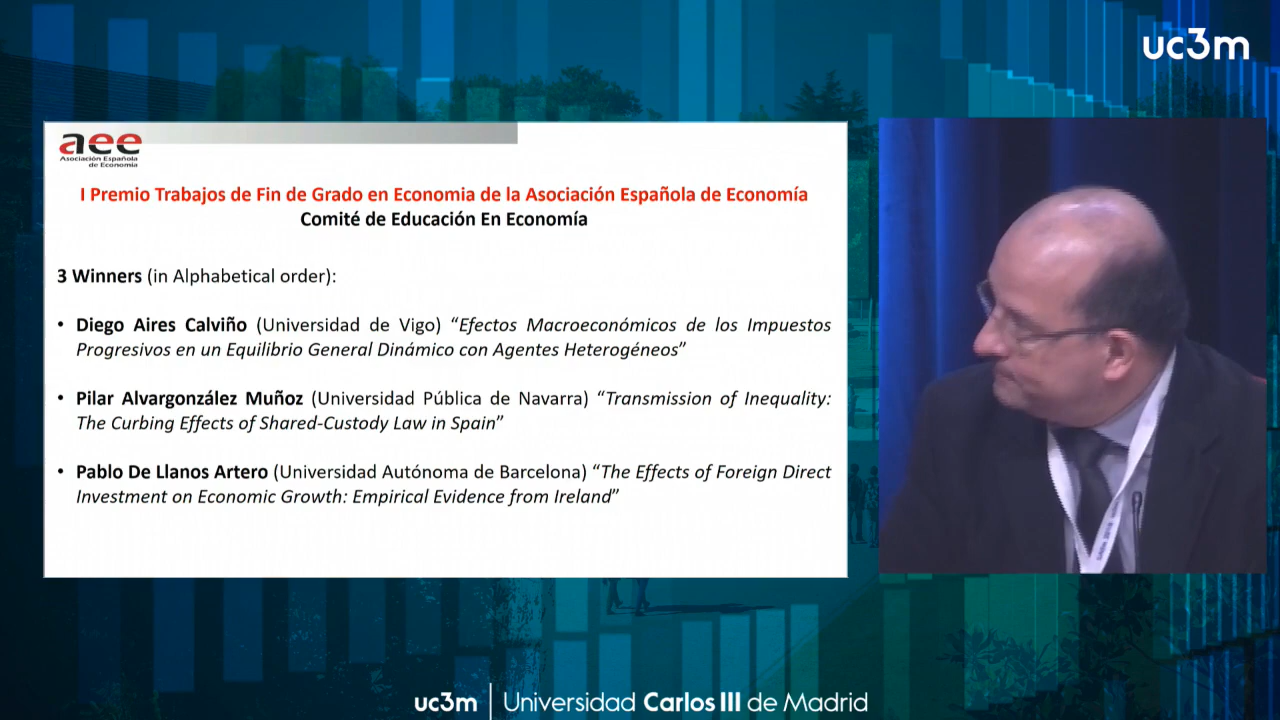 uc3m
aee
Asociación Española
de Economía
I Premio Trabajos de Fin de Grado en Economia de la Asociación Española de Economía
Comité de Educación En Economía
3 Winners (in Alphabetical order):
• Diego Aires Calviño (Universidad de Vigo) “Efectos Macroeconómicos de los Impuestos
Progresivos en un Equilibrio General Dinámico con Agentes Heterogéneos”
• Pilar Alvargonzález Muñoz (Universidad Pública de Navarra) “Transmission of Inequality:
The Curbing Effects of Shared-Custody Law in Spain”
• Pablo De Llanos Artero (Universidad Autónoma de Barcelona) “The Effects of Foreign Direct
Investment on Economic Growth: Empirical Evidence from Ireland”
uc3m | Universidad Carlos III de Madrid